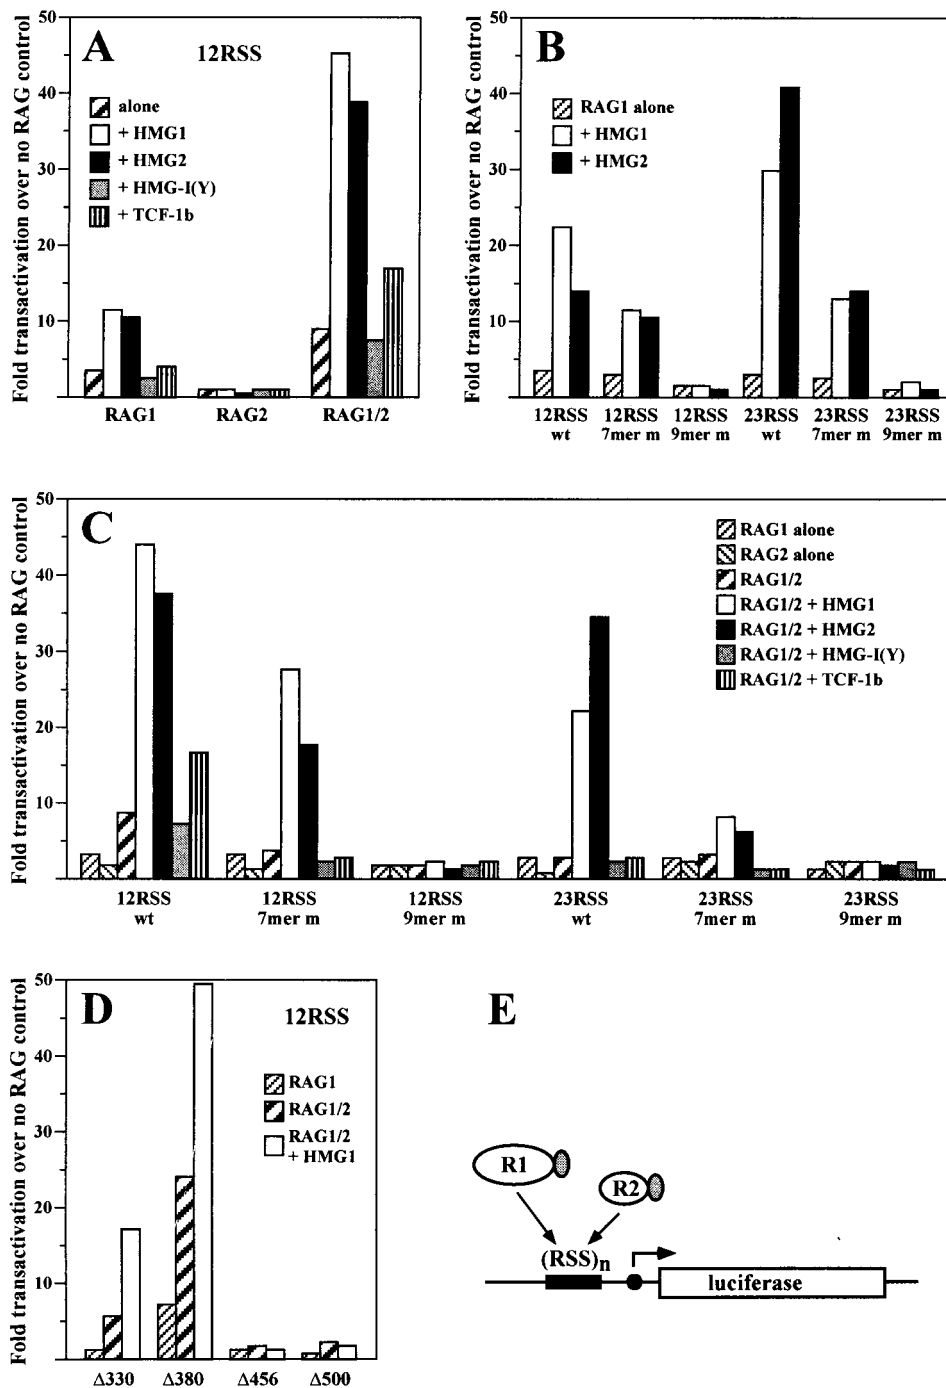 A
12RSS
Fold transactivation over no RAG control
50
40
30
20
10
alone
+ HMG1
+ HMG2
+ HMG-I(Y)
+ TCF-1b
RAG1
RAG2
RAG1/2
B
Fold transactivation over no RAG control
50
40
30
20
10
RAG1 alone
+ HMG1
+ HMG2
12RSS wt
12RSS 7mer m
12RSS 9mer m
23RSS wt
23RSS 7mer m
23RSS 9mer m
C
Fold transactivation over no RAG control
50
40
30
20
10
RAG1 alone
RAG2 alone
RAG1/2
RAG1/2 + HMG1
RAG1/2 + HMG2
RAG1/2 + HMG-I(Y)
RAG1/2 + TCF-1b
12RSS wt
12RSS 7mer m
12RSS 9mer m
23RSS wt
23RSS 7mer m
23RSS 9mer m
D
12RSS
Fold transactivation over no RAG control
50
40
30
20
10
RAG1
RAG1/2
RAG1/2
+ HMG1
Δ330
Δ380
Δ456
Δ500
E
R1
R2
(RSS)n
luciferase